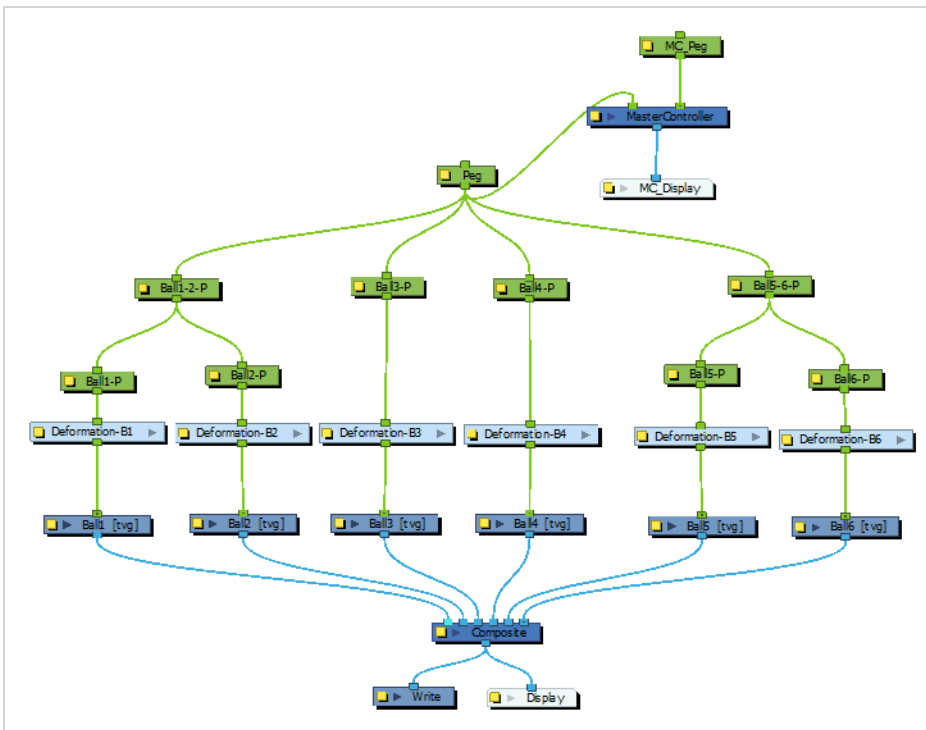 MC_Peg
MasterController
Peg
MC_Display
Ball1-2-P
Ball3-P
Ball4-P
Ball5-6-P
Ball1-P
Ball2-P
Ball5-P
Ball6-P
Deformation-B1
Deformation-B2
Deformation-B3
Deformation-B4
Deformation-B5
Deformation-B6
Ball1 [tvg]
Ball2 [tvg]
Ball3 [tvg]
Ball4 [tvg]
Ball5 [tvg]
Ball6 [tvg]
Composite
Write
Display